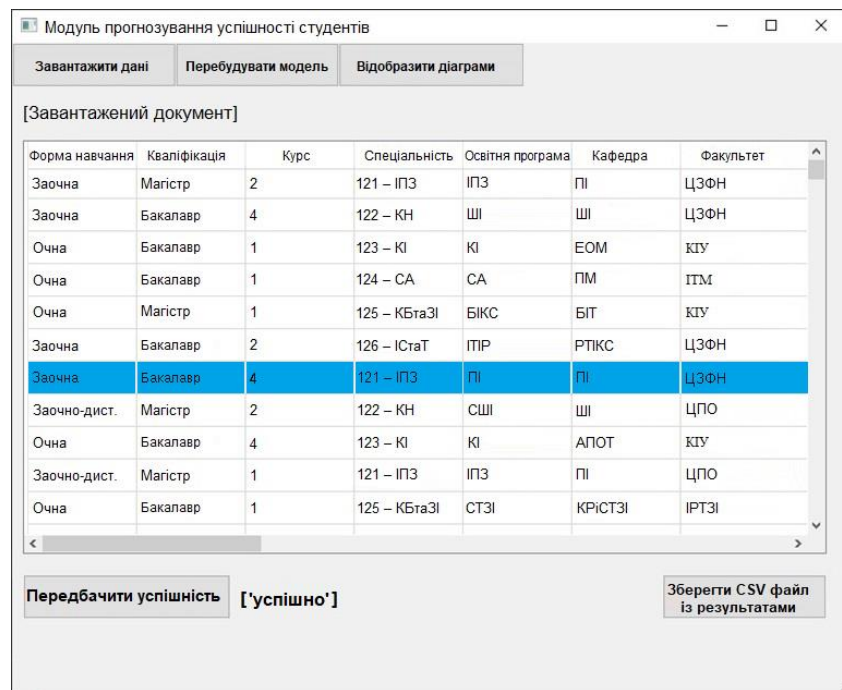 Модуль прогнозування успішності студентів
Завантажити дані Перебудувати модель Відобразити діаграми
[Завантажений документ]
Форма навчання Кваліфікація Курс Спеціальність Освітня програма Кафедра Факультет
Заочна Магістр 2 121 – ІПЗ ІПЗ ПІ ЦЗФН
Заочна Бакалавр 4 122 – КН ШІ ШІ ЦЗФН
Очна Бакалавр 1 123 – КІ КІ ЕОМ КІУ
Очна Бакалавр 1 124 – СА СА ПМ ІТМ
Очна Магістр 1 125 – КБтаЗІ БІКС БІТ КІУ
Заочна Бакалавр 2 126 – ІСтаТ ІТІР РТІКС ЦЗФН
Заочна Бакалавр 4 121 – ІПЗ ПІ ПІ ЦЗФН
Заочно-дист. Магістр 2 122 – КН СШІ ШІ ЦПО
Очна Бакалавр 4 123 – КІ КІ АПОТ КІУ
Заочно-дист. Магістр 1 121 – ІПЗ ІПЗ ПІ ЦПО
Очна Бакалавр 1 125 – КБтаЗІ СТЗІ КРіСТЗІ ІРТЗІ
Передбачити успішність ['успішно'] Зберегти CSV файл
із результатами